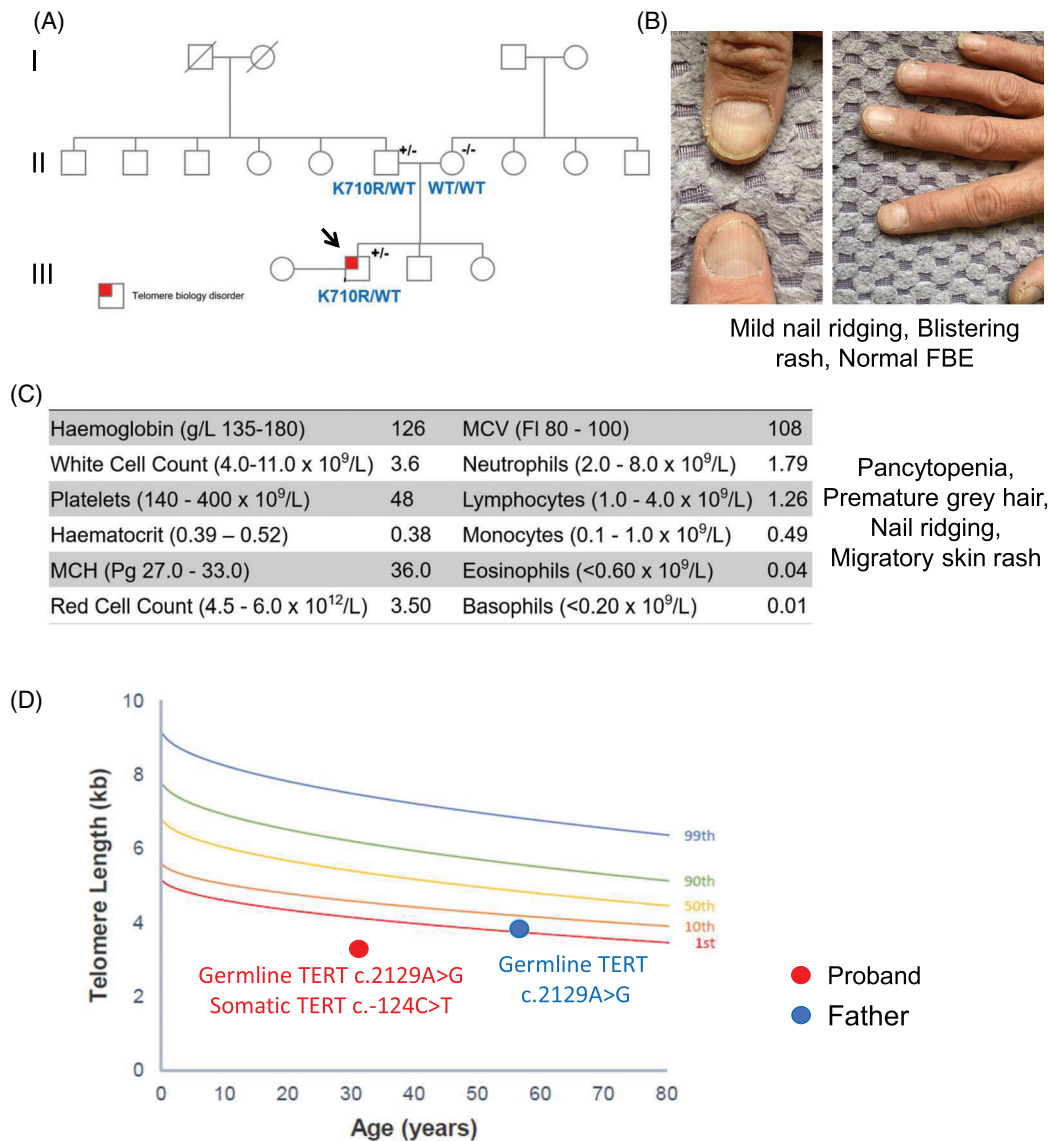 (A)
I
II
+/-
-/-
K710R/WT
WT/WT
III
+/-
K710R/WT
Telomere biology disorder
(B)
Mild nail ridging, Blistering
rash, Normal FBE
(C)
Haemoglobin (g/L 135-180) 126 MCV (Fl 80 - 100) 108
White Cell Count (4.0-11.0 x 10⁹/L) 3.6 Neutrophils (2.0 - 8.0 x 10⁹/L) 1.79
Platelets (140 - 400 x 10⁹/L) 48 Lymphocytes (1.0 - 4.0 x 10⁹/L) 1.26
Haematocrit (0.39 – 0.52) 0.38 Monocytes (0.1 - 1.0 x 10⁹/L) 0.49
MCH (Pg 27.0 - 33.0) 36.0 Eosinophils (<0.60 x 10⁹/L) 0.04
Red Cell Count (4.5 - 6.0 x 10¹²/L) 3.50 Basophils (<0.20 x 10⁹/L) 0.01
Pancytopenia,
Premature grey hair,
Nail ridging,
Migratory skin rash
(D)
Telomere Length (kb)
10
8
6
4
2
0
99th
90th
50th
10th
1st
Germline TERT c.2129A>G
Somatic TERT c.-124C>T
Germline TERT
c.2129A>G
Proband
Father
0 10 20 30 40 50 60 70 80
Age (years)